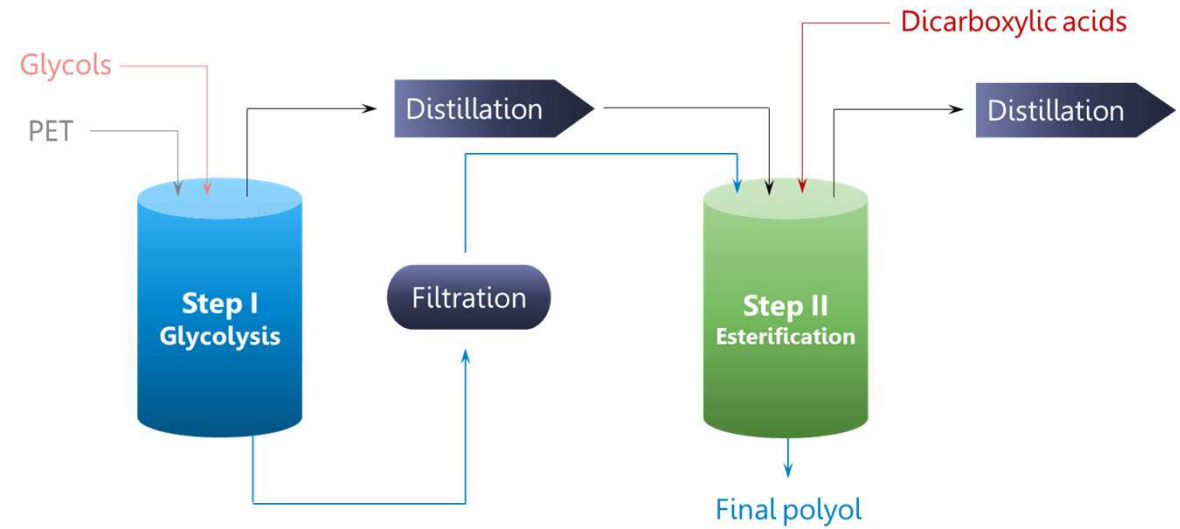 Dicarboxylic acids
Glycols
Distillation
Distillation
PET
Filtration
Step I
Glycolysis
Step II
Esterification
Final polyol